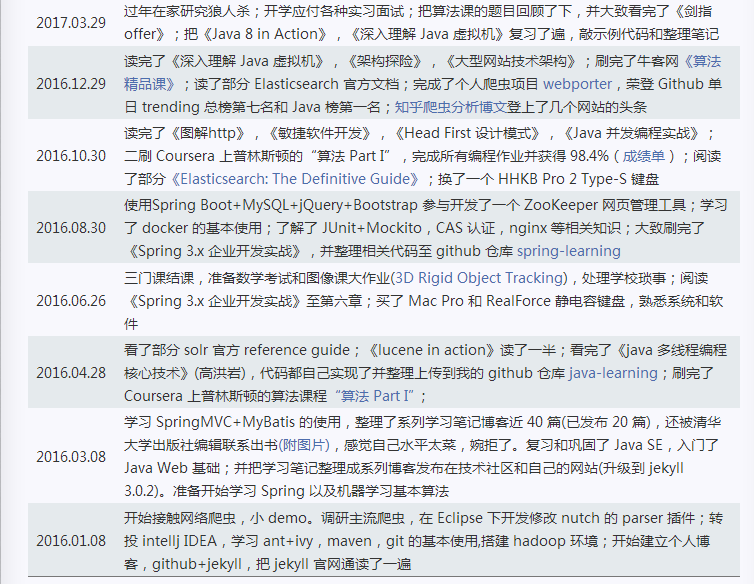 过年在家研究狼人杀；开学应付各种实习面试；把算法课的题目回顾了下，并大致看完了《剑指
2017.03.29
offer》；把《Java 8 in Action》，《深入理解 Java 虚拟机》复习了遍，敲示例代码和整理笔记
读完了《深入理解 Java 虚拟机》，《架构探险》，《大型网站技术架构》；刷完了牛客网《算法
2016.12.29
精品课》；读了部分 Elasticsearch 官方文档；完成了个人爬虫项目 webporter，荣登 Github 单
日 trending 总榜第七名和 Java 榜第一名；知乎爬虫分析博文登上了几个网站的头条
读完了《图解http》，《敏捷软件开发》，《Head First 设计模式》，《Java 并发编程实战》；
2016.10.30
二刷 Coursera 上普林斯顿的“算法 Part I”，完成所有编程作业并获得 98.4%（成绩单）；阅读
了部分《Elasticsearch: The Definitive Guide》；换了一个 HHKB Pro 2 Type-S 键盘
使用Spring Boot+MySQL+jQuery+Bootstrap 参与开发了一个 ZooKeeper 网页管理工具；学习
2016.08.30
了 docker 的基本使用；了解了 JUnit+Mockito，CAS 认证，nginx 等相关知识；大致刷完了
《Spring 3.x 企业开发实战》，并整理相关代码至 github 仓库 spring-learning
三门课结课，准备数学考试和图像课大作业(3D Rigid Object Tracking)，处理学校琐事；阅读
2016.06.26
《Spring 3.x 企业开发实战》至第六章；买了 Mac Pro 和 RealForce 静电容键盘，熟悉系统和软
件
看了部分 solr 官方 reference guide；《lucene in action》读了一半；看完了《java 多线程编程
2016.04.28
核心技术》(高洪岩)，代码都自己实现了并整理上传到我的 github 仓库 java-learning；刷完了
Coursera 上普林斯顿的算法课程“算法 Part I”；
学习 SpringMVC+MyBatis 的使用，整理了系列学习笔记博客近 40 篇(已发布 20 篇)，还被清华
2016.03.08
大学出版社编辑联系出书(附图片)，感觉自己水平太菜，婉拒了。复习和巩固了 Java SE，入门了
Java Web 基础；并把学习笔记整理成系列博客发布在技术社区和自己的网站(升级到 jekyll
3.0.2)。准备开始学习 Spring 以及机器学习基本算法
开始接触网络爬虫，小 demo。调研主流爬虫，在 Eclipse 下开发修改 nutch 的 parser 插件；转
2016.01.08
投 intellj IDEA，学习 ant+ivy，maven，git 的基本使用,搭建 hadoop 环境；开始建立个人博
客，github+jekyll，把 jekyll 官网通读了一遍